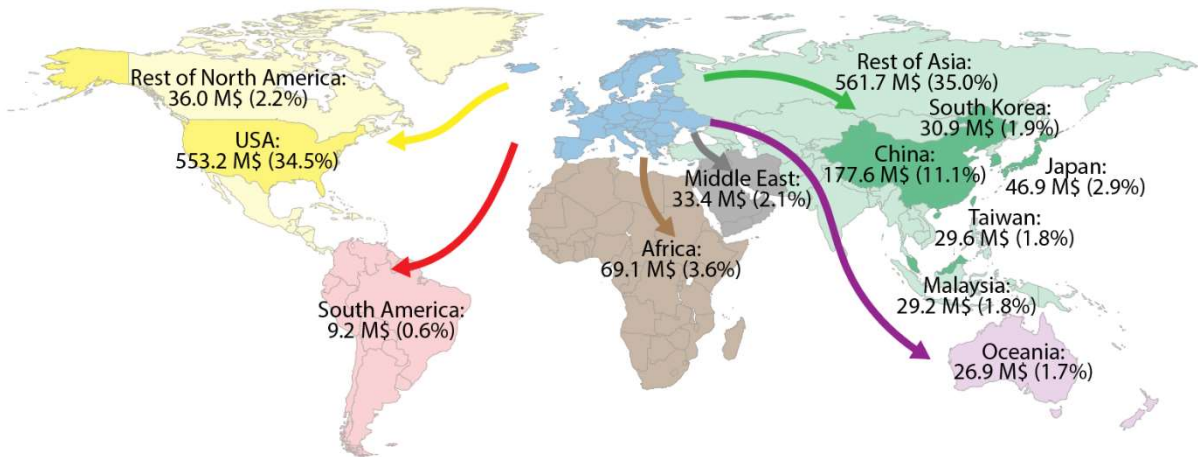 Rest of North America:
36.0 M$ (2.2%)
USA:
553.2 M$ (34.5%)
South America:
9.2 M$ (0.6%)
Africa:
69.1 M$ (3.6%)
Middle East:
33.4 M$ (2.1%)
Rest of Asia:
561.7 M$ (35.0%)
South Korea:
30.9 M$ (1.9%)
China:
177.6 M$ (11.1%)
Japan:
46.9 M$ (2.9%)
Taiwan:
29.6 M$ (1.8%)
Malaysia:
29.2 M$ (1.8%)
Oceania:
26.9 M$ (1.7%)